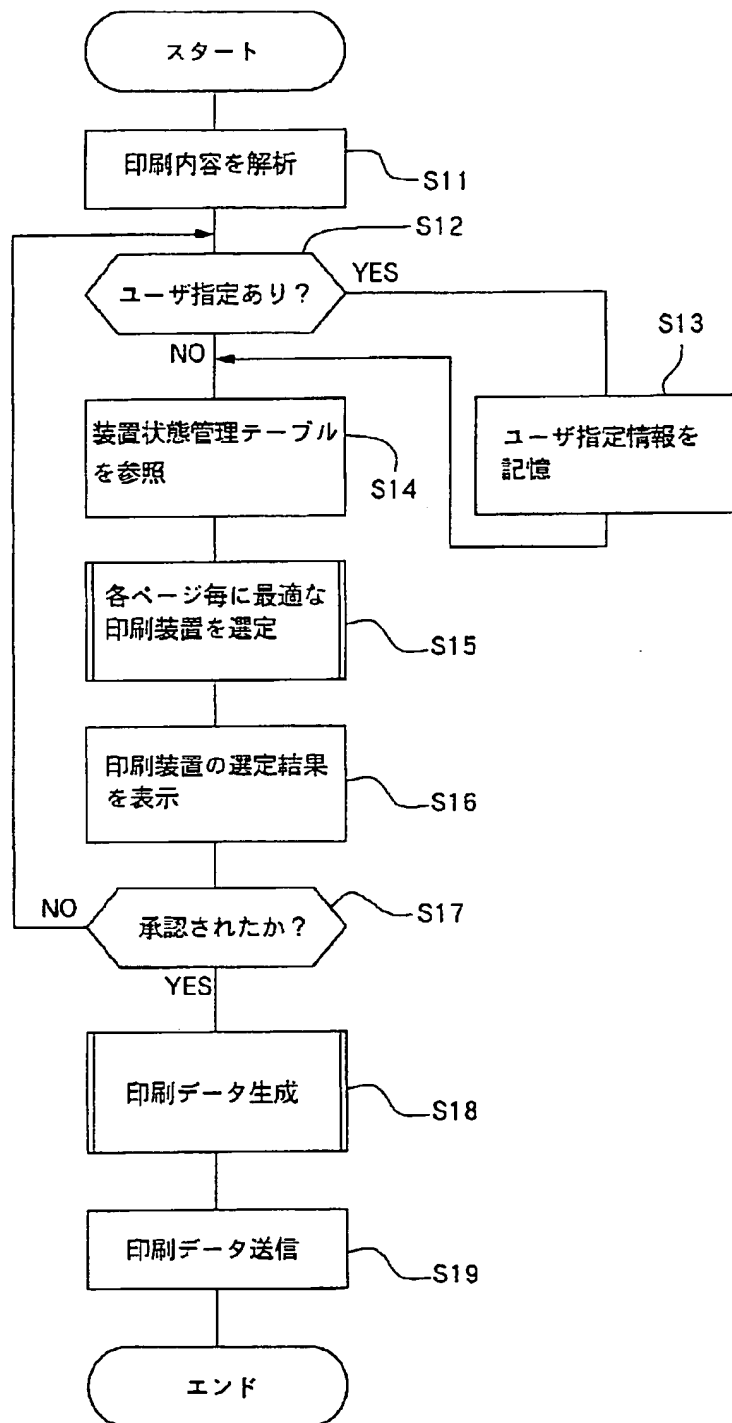 スタート
印刷内容を解析
S11
S12
ユーザ指定あり？
YES
NO
S13
ユーザ指定情報を
記憶
装置状態管理テーブル
を参照
S14
各ページ毎に最適な
印刷装置を選定
S15
印刷装置の選定結果
を表示
S16
NO
承認されたか？
S17
YES
印刷データ生成
S18
印刷データ送信
S19
エンド